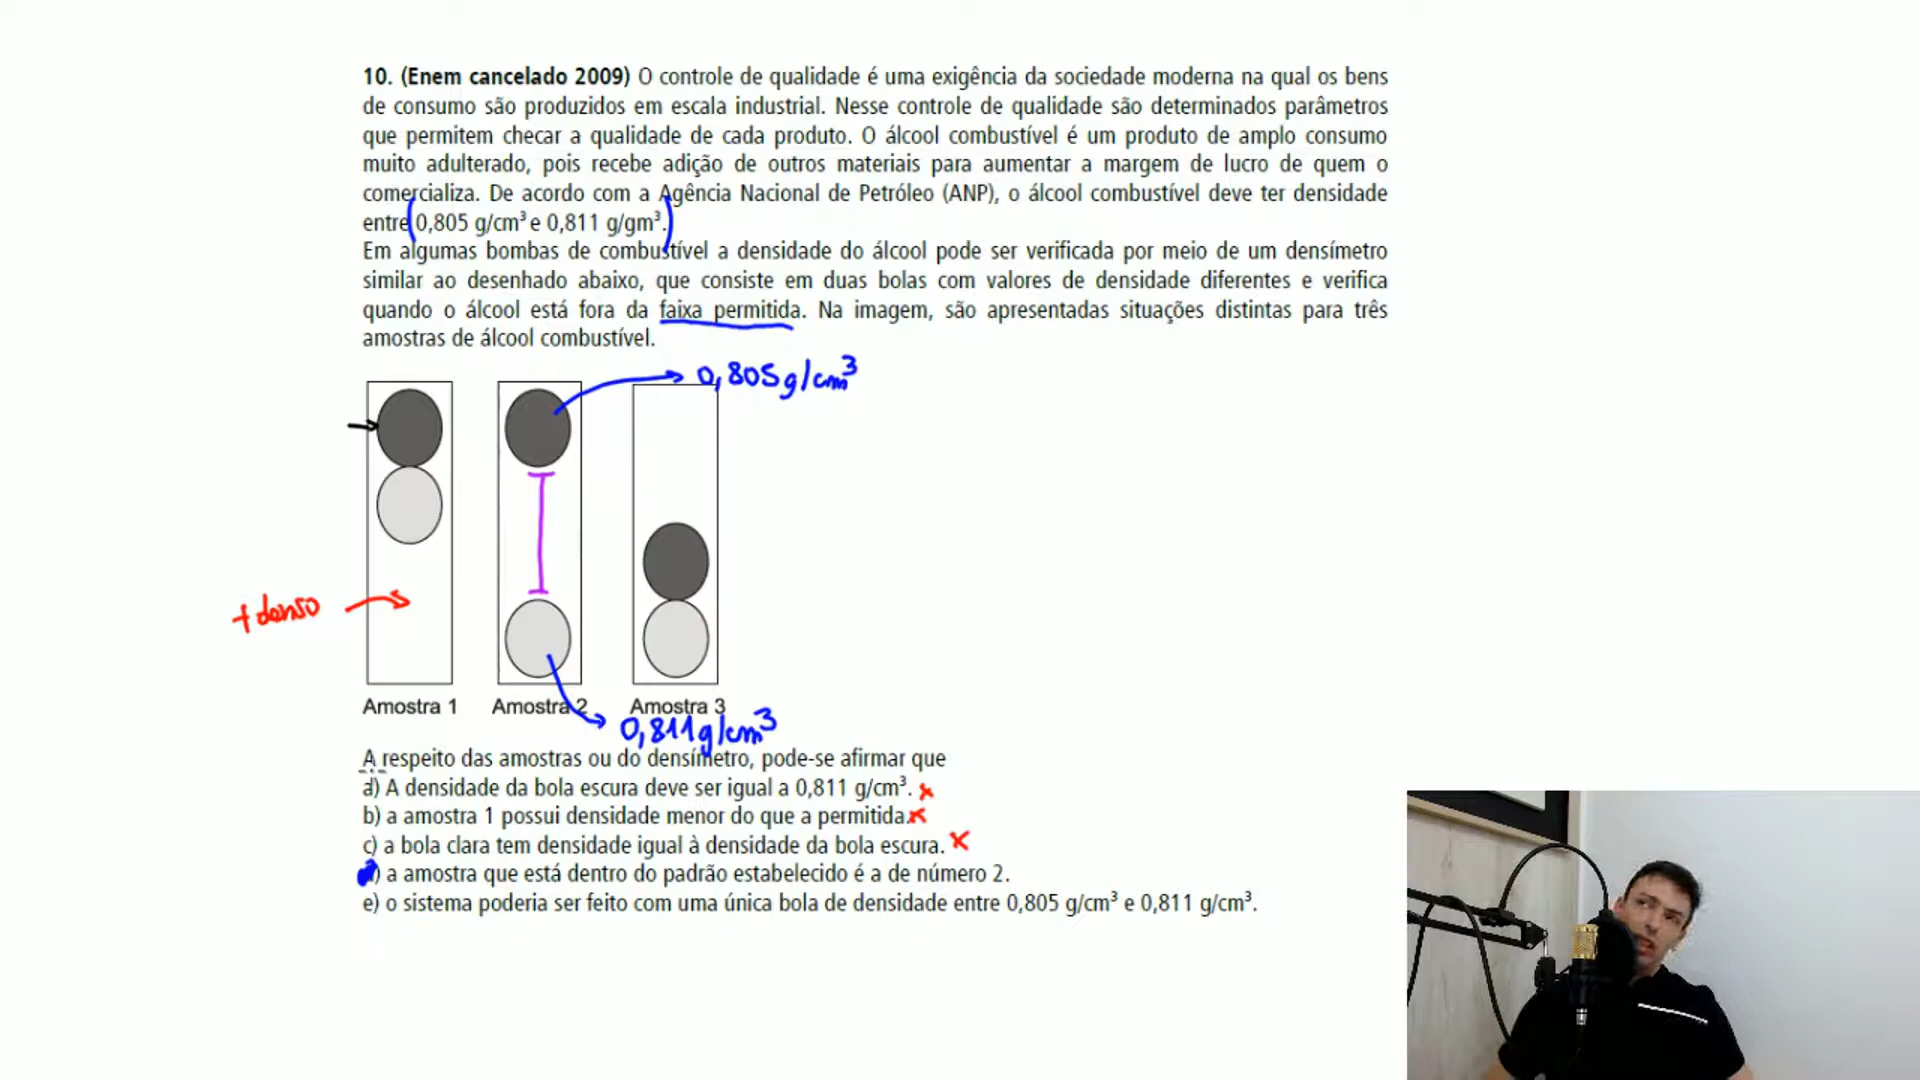 10. (Enem cancelado 2009) O controle de qualidade é uma exigência da sociedade moderna na qual os bens
de consumo são produzidos em escala industrial. Nesse controle de qualidade são determinados parâmetros
que permitem checar a qualidade de cada produto. O álcool combustível é um produto de amplo consumo
muito adulterado, pois recebe adição de outros materiais para aumentar a margem de lucro de quem o
comercializa. De acordo com a Agência Nacional de Petróleo (ANP), o álcool combustível deve ter densidade
entre 0,805 g/cm³ e 0,811 g/gm³.
Em algumas bombas de combustível a densidade do álcool pode ser verificada por meio de um densímetro
similar ao desenhado abaixo, que consiste em duas bolas com valores de densidade diferentes e verifica
quando o álcool está fora da faixa permitida. Na imagem, são apresentadas situações distintas para três
amostras de álcool combustível.
0,805g/cm³
+denso
Amostra 1 Amostra 2 Amostra 3
0,811g/cm³
A respeito das amostras ou do densímetro, pode-se afirmar que
a) A densidade da bola escura deve ser igual a 0,811 g/cm³.
b) a amostra 1 possui densidade menor do que a permitida.
c) a bola clara tem densidade igual à densidade da bola escura.
) a amostra que está dentro do padrão estabelecido é a de número 2.
e) o sistema poderia ser feito com uma única bola de densidade entre 0,805 g/cm³ e 0,811 g/cm³.